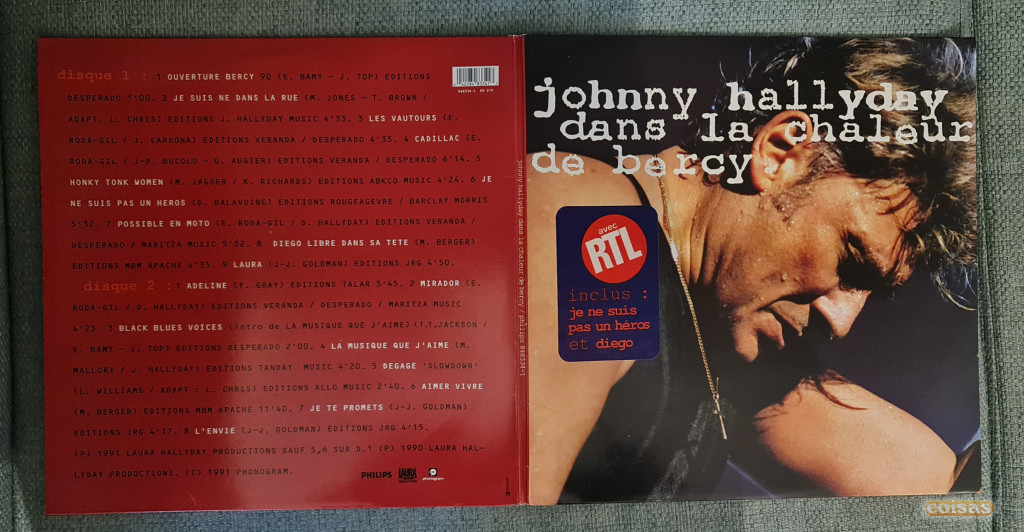 disque 1 : 1 OUVERTURE BERCY 90 (E. BAMY - J. TOP) EDITIONS
DESPERADO 1'00. 2 JE SUIS NE DANS LA RUE (M. JONES - T. BROWN /
ADAPT. L. CHRIS) EDITIONS J. HALLYDAY MUSIC 4'33. 3 LES VAUTOURS (E.
RODA-GIL / J. CARDONA) EDITIONS VERANDA / DESPERADO 4'35. 4 CADILLAC (E.
RODA-GIL / J-P. BUCOLO - G. AUGIER) EDITIONS VERANDA / DESPERADO 6'14. 5
HONKY TONK WOMEN (M. JAGGER / K. RICHARDS) EDITIONS ABKCO MUSIC 4'24. 6 JE
NE SUIS PAS UN HEROS (D. BALAVOINE) EDITIONS ROUGEAGEVRE / BARCLAY MORRIS
5'32. 7 POSSIBLE EN MOTO (E. RODA-GIL / D. HALLYDAY) EDITIONS VERANDA /
DESPERADO / MARITZA MUSIC 5'32. 8 DIEGO LIBRE DANS SA TETE (M. BERGER)
EDITIONS MBM APACHE 4'35. 9 LAURA (J-J. GOLDMAN) EDITIONS JRG 4'50.
disque 2 : 1 ADELINE (F. GRAY) EDITIONS TALAR 3'45. 2 MIRADOR (E.
RODA-GIL / D. HALLYDAY) EDITIONS VERANDA / DESPERADO / MARITZA MUSIC
4'23. 3 BLACK BLUES VOICES (intro de LA MUSIQUE QUE J'AIME) (T.T.JACKSON /
E. BAMY - J. TOP) EDITIONS DESPERADO 2'00. 4 LA MUSIQUE QUE J'AIME (M.
MALLORY / J. HALLYDAY) EDITIONS TANDAY MUSIC 4'20. 5 DEGAGE 'SLOWDOWN'
(L. WILLIAMS / ADAPT : L. CHRIS) EDITIONS ALLO MUSIC 2'40. 6 AIMER VIVRE
(M. BERGER) EDITIONS MBM APACHE 11'40. 7 JE TE PROMETS (J-J. GOLDMAN)
EDITIONS JRG 4'17. 8 L'ENVIE (J-J. GOLDMAN) EDITIONS JRG 4'15.
(P) 1991 LAURA HALLYDAY PRODUCTIONS SAUF 5,6 SUR D.1 (P) 1990 LAURA HAL-
LYDAY PRODUCTIONS. (C) 1991 PHONOGRAM.
PHILIPS LAURA phonogram
johnny hallyday dans la chaleur de bercy / philips 848334-1
johnny hallyday
dans la chaleur
de bercy
avec
RTL
inclus :
je ne suis
pas un héros
et diego